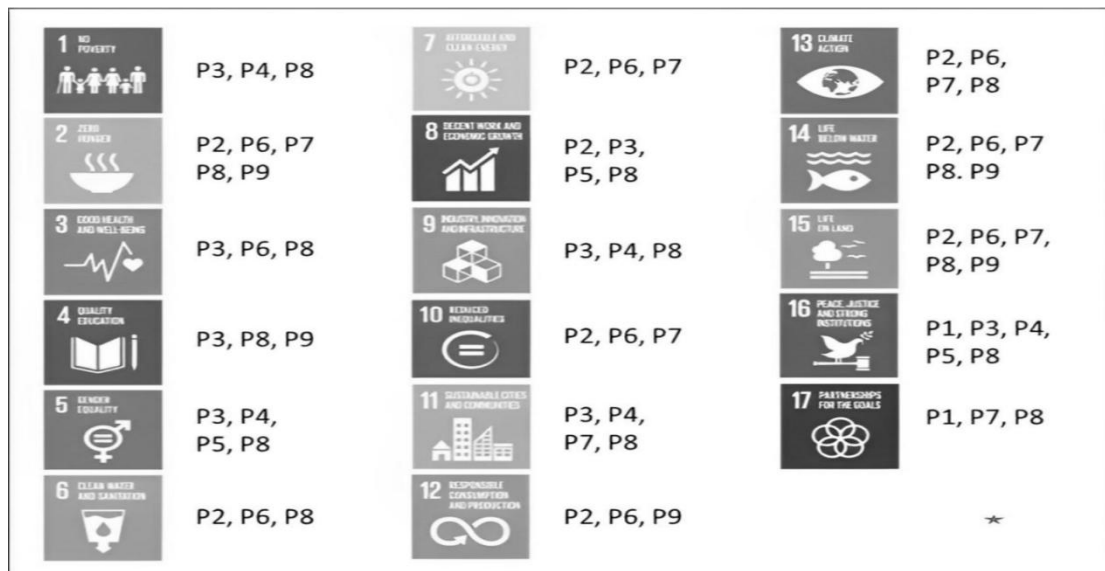 1 NO
POVERTY
P3, P4, P8
2 ZERO
HUNGER
P2, P6, P7
P8, P9
3 GOOD HEALTH
AND WELL-BEING
P3, P6, P8
4 QUALITY
EDUCATION
P3, P8, P9
5 GENDER
EQUALITY
P3, P4,
P5, P8
6 CLEAN WATER
AND SANITATION
P2, P6, P8
7 AFFORDABLE AND
CLEAN ENERGY
P2, P6, P7
8 DECENT WORK AND
ECONOMIC GROWTH
P2, P3,
P5, P8
9 INDUSTRY, INNOVATION
AND INFRASTRUCTURE
P3, P4, P8
10 REDUCED
INEQUALITIES
P2, P6, P7
11 SUSTAINABLE CITIES
AND COMMUNITIES
P3, P4,
P7, P8
12 RESPONSIBLE
CONSUMPTION
AND PRODUCTION
P2, P6, P9
13 CLIMATE
ACTION
P2, P6,
P7, P8
14 LIFE
BELOW WATER
P2, P6, P7
P8. P9
15 LIFE
ON LAND
P2, P6, P7,
P8, P9
16 PEACE, JUSTICE
AND STRONG
INSTITUTIONS
P1, P3, P4,
P5, P8
17 PARTNERSHIPS
FOR THE GOALS
P1, P7, P8